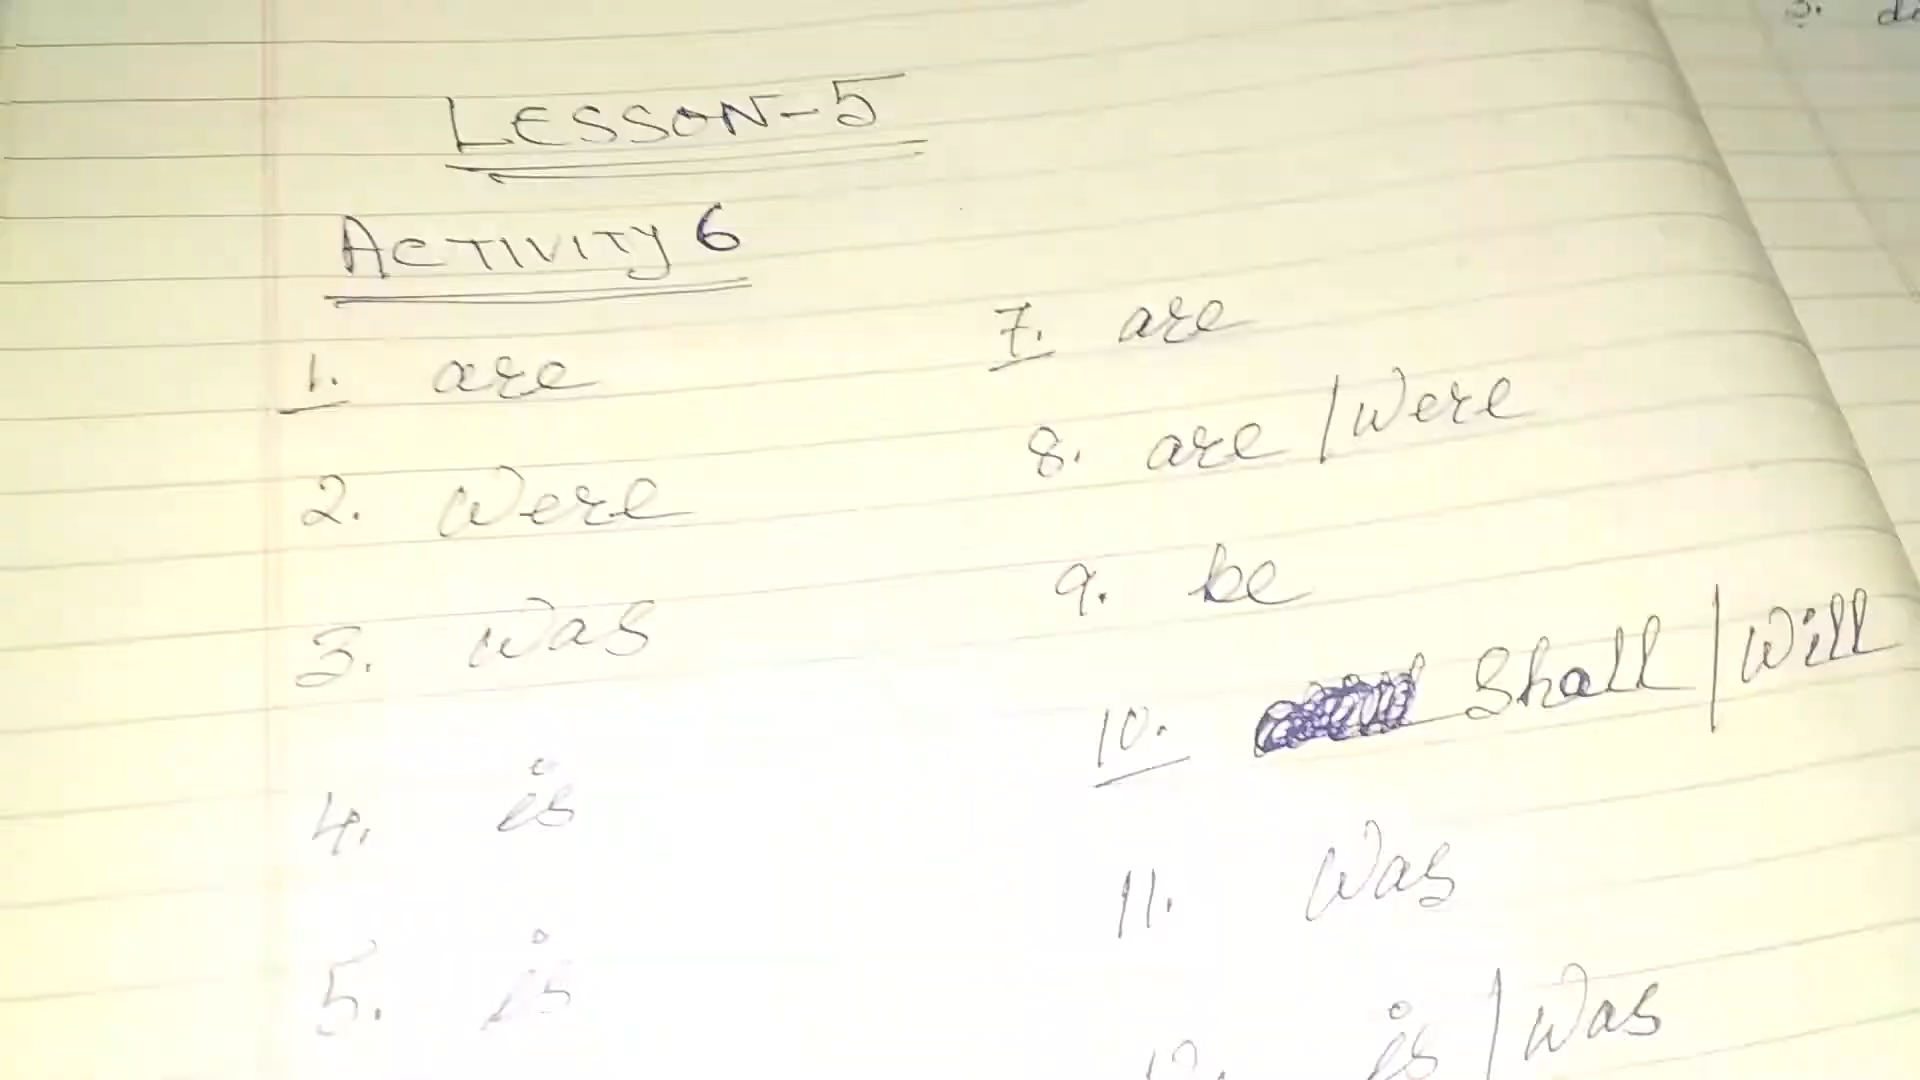 LESSON-5
ACTIVITY 6
1. are
2. Were
3. Was
4. is
5. is
7. are
8. are / Were
9. be
10. Shall / Will
11. Was
12. is / Was